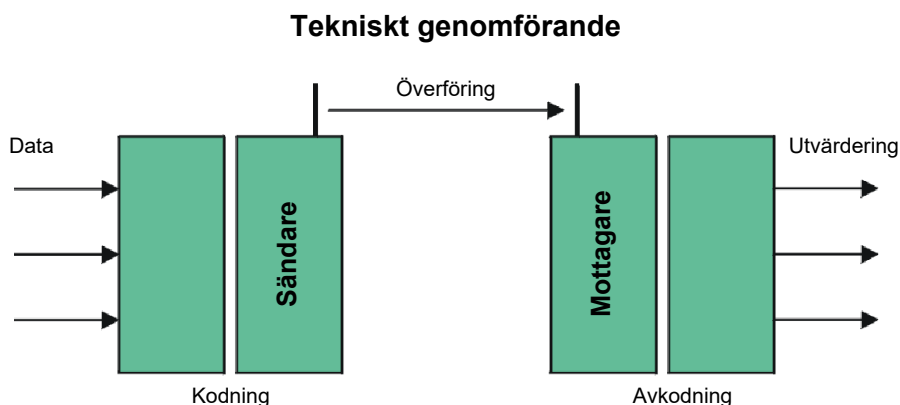 Tekniskt genomförande
Överföring
Data
Utvärdering
Sändare
Mottagare
Kodning
Avkodning